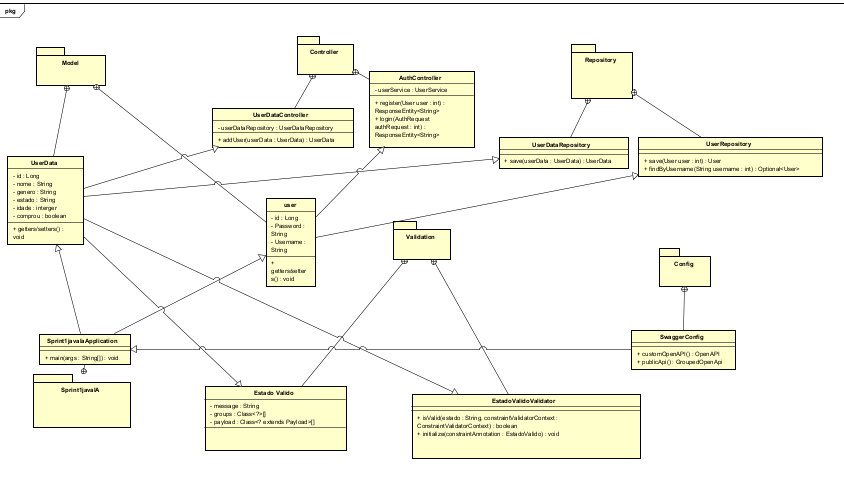 pkg
Model
Controller
Repository
AuthController
- userService : UserService
+ register(User user : int) :
ResponseEntity<String>
+ login(AuthRequest
authRequest : int) :
ResponseEntity<String>
UserDataController
- userDataRepository : UserDataRepository
+ addUser(userData : UserData) : UserData
UserDataRepository
+ save(userData : UserData) : UserData
UserRepository
+ save(User user : int) : User
+ findByUsername(String username : int) : Optional<User>
UserData
- id : Long
- nome : String
- genero : String
- estado : String
- idade : interger
- comprou : boolean
+ getters/setters() :
void
user
- id : Long
- Password :
String
- Username :
String
+
getters/setter
s() : void
Validation
Config
Sprint1javaIaApplication
+ main(args : String[]) : void
SwaggerConfig
+ customOpenAPI() : OpenAPI
+ publicApi() : GroupedOpenApi
Sprint1javaIA
Estado Valido
- message : String
- groups : Class<?>[]
- payload : Class<? extends Payload>[]
EstadoValidoValidator
+ isValid(estado : String, constraintValidatorContext :
ConstraintValidatorContext) : boolean
+ initialize(constraintAnnotation : EstadoValido) : void